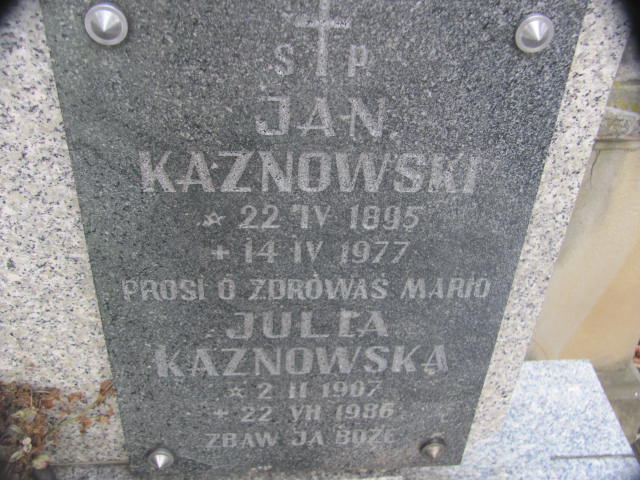 S P
JAN
KAZNOWSKI
* 22 IV 1895
+ 14 IV 1977
PROSI O ZDROWAŚ MARIO
JULIA
KAZNOWSKA
* 2 II 1907
+ 22 VII 1986
ZBAW JĄ BOŻE